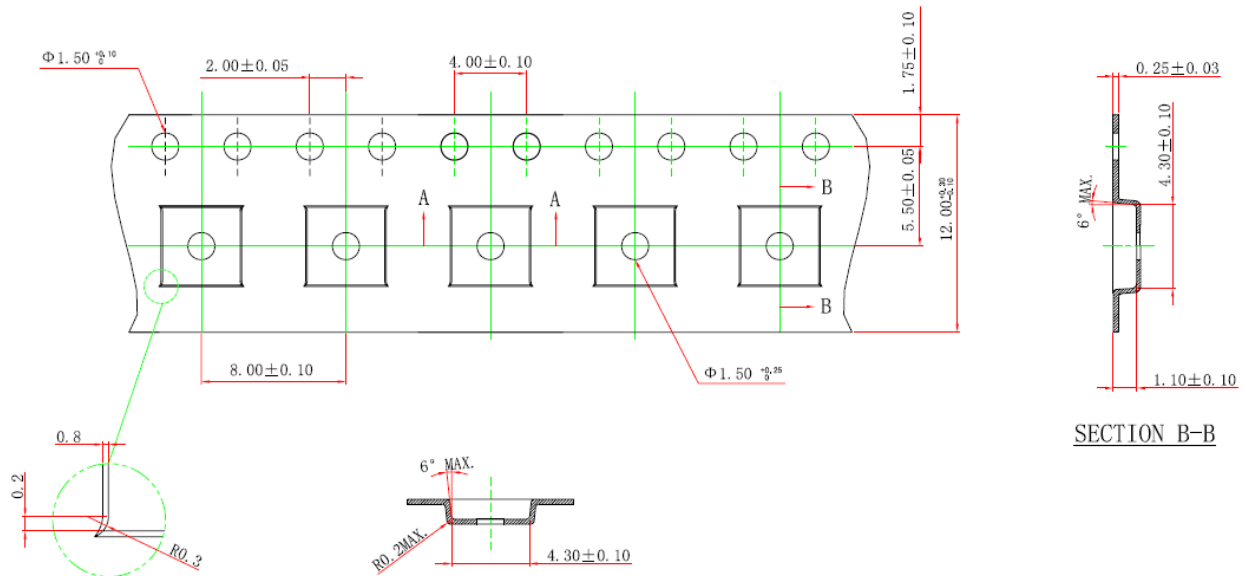 Φ1.50 +0.10 0
2.00±0.05
4.00±0.10
1.75±0.10
0.25±0.03
4.30±0.10
6° MAX.
B
A
A
5.50±0.05
12.00 +0.30 -0.10
B
8.00±0.10
Φ1.50 +0.25 0
1.10±0.10
SECTION B-B
0.8
0.2
R0.3
6° MAX.
R0.2MAX.
4.30±0.10